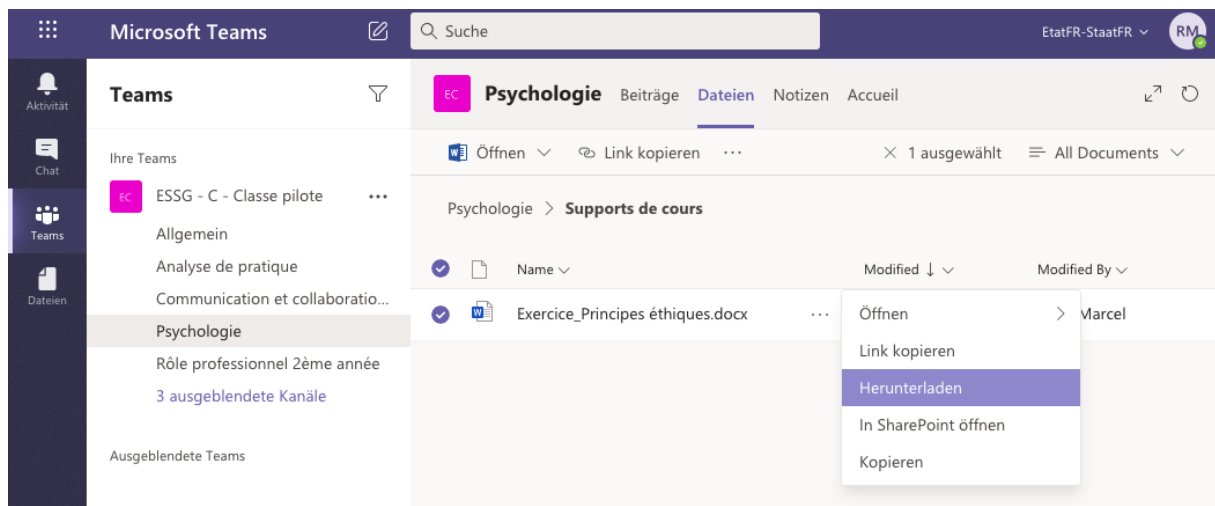 Microsoft Teams
Suche
EtatFR-StaatFR
RM
Aktivität
Chat
Teams
Dateien
Teams
Ihre Teams
EC
ESSG - C - Classe pilote
Allgemein
Analyse de pratique
Communication et collaboratio...
Psychologie
Rôle professionnel 2ème année
3 ausgeblendete Kanäle
Ausgeblendete Teams
EC
Psychologie Beiträge Dateien Notizen Accueil
Öffnen Link kopieren ... 1 ausgewählt All Documents
Psychologie > Supports de cours
Name Modified ↓ Modified By
Exercice_Principes éthiques.docx ... Marcel
Öffnen >
Link kopieren
Herunterladen
In SharePoint öffnen
Kopieren